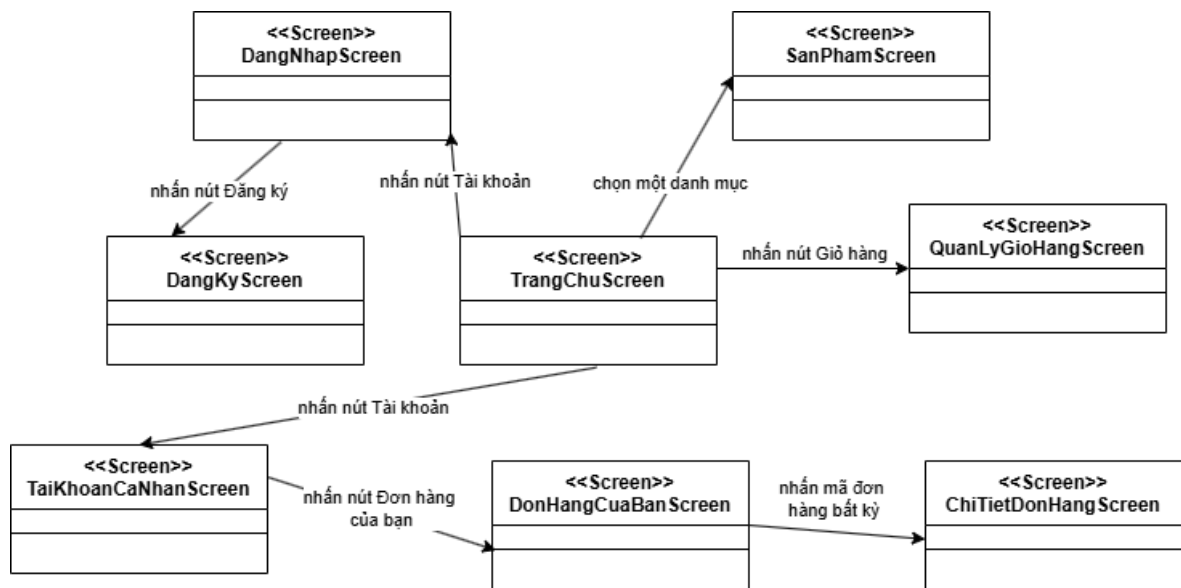 <<Screen>>
DangNhapScreen
<<Screen>>
SanPhamScreen
nhấn nút Đăng ký
nhấn nút Tài khoản
chọn một danh mục
<<Screen>>
DangKyScreen
<<Screen>>
TrangChuScreen
nhấn nút Giỏ hàng
<<Screen>>
QuanLyGioHangScreen
nhấn nút Tài khoản
<<Screen>>
TaiKhoanCaNhanScreen
nhấn nút Đơn hàng
của bạn
<<Screen>>
DonHangCuaBanScreen
nhấn mã đơn
hàng bất kỳ
<<Screen>>
ChiTietDonHangScreen